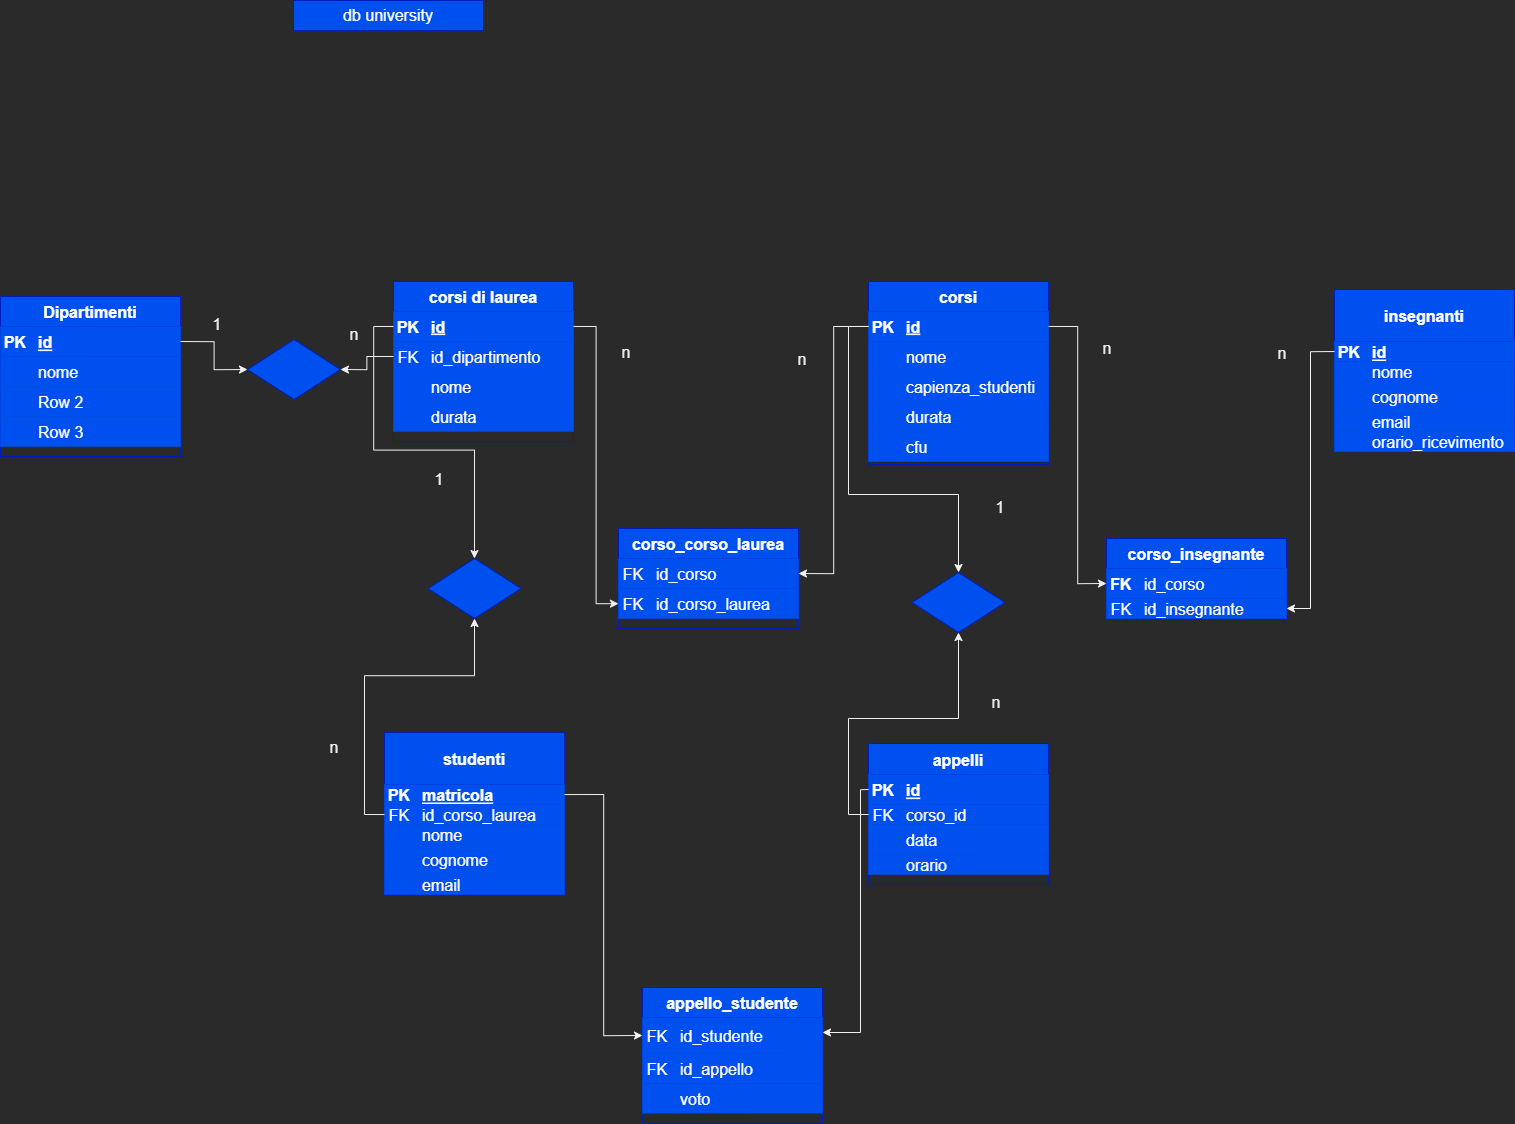 db university
Dipartimenti
PK id
nome
Row 2
Row 3
1
n
corsi di laurea
PK id
FK id_dipartimento
nome
durata
1
n
n
corsi
PK id
nome
capienza_studenti
durata
cfu
n
1
n
insegnanti
PK id
nome
cognome
email
orario_ricevimento
corso_corso_laurea
FK id_corso
FK id_corso_laurea
corso_insegnante
FK id_corso
FK id_insegnante
n
n
studenti
PK matricola
FK id_corso_laurea
nome
cognome
email
appelli
PK id
FK corso_id
data
orario
appello_studente
FK id_studente
FK id_appello
voto